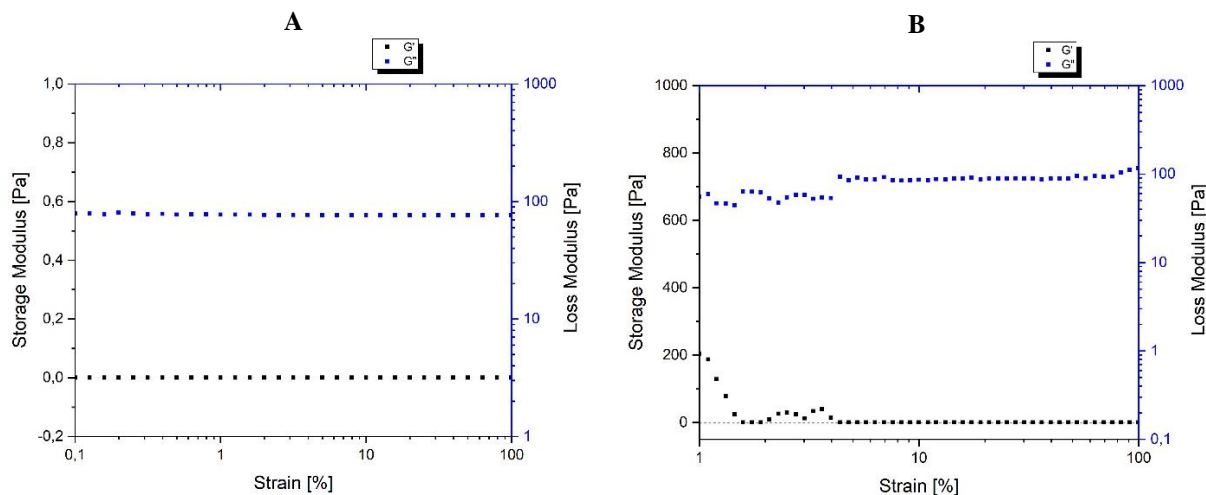 A
G'
G"
1,0
0,8
0,6
0,4
0,2
0,0
-0,2
Storage Modulus [Pa]
1000
100
10
1
Loss Modulus [Pa]
0,1 1 10 100
Strain [%]
B
G'
G"
1000
800
600
400
200
0
Storage Modulus [Pa]
1000
100
10
1
0,1
Loss Modulus [Pa]
1 10 100
Strain [%]